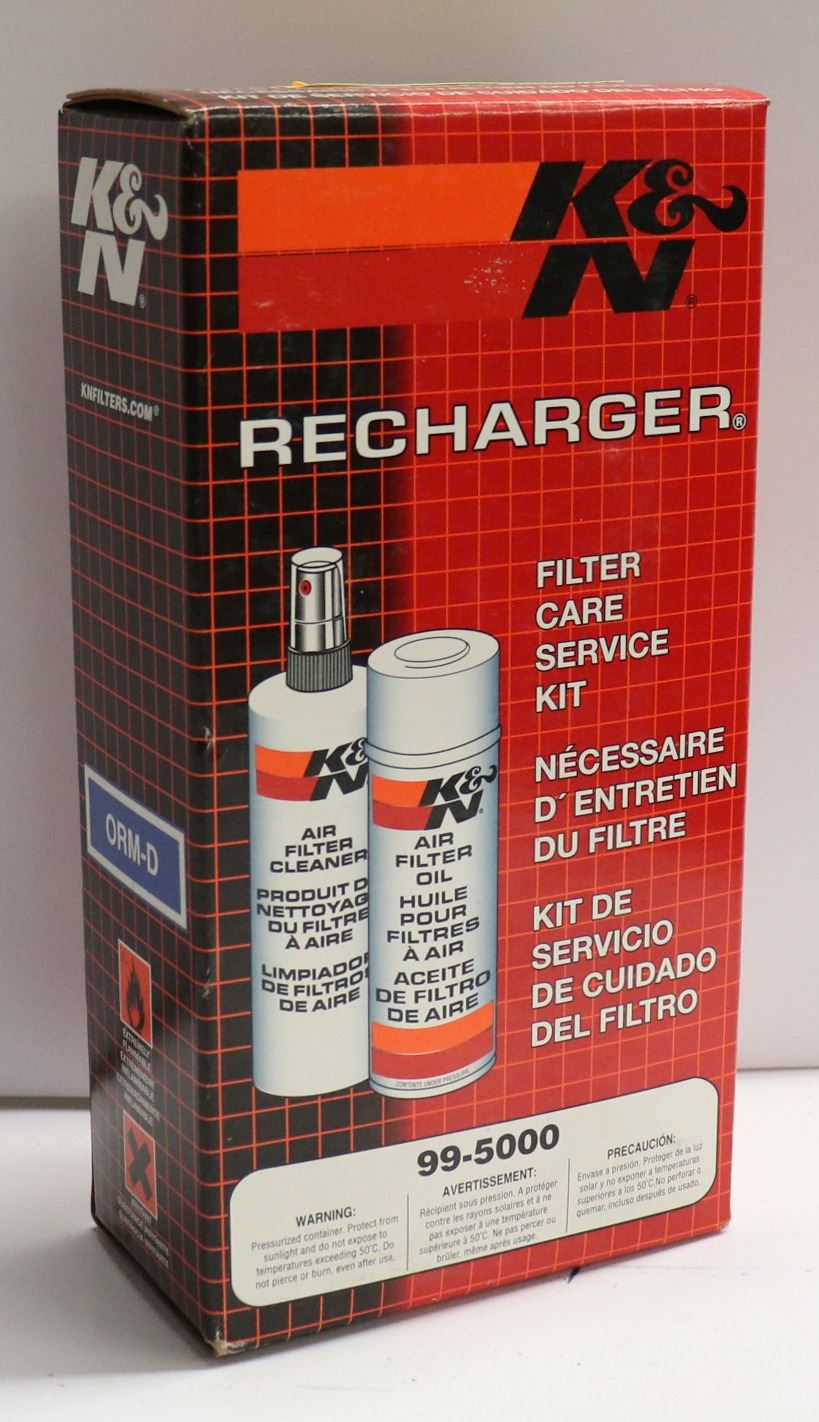 K&
N®
KNFILTERS.COM®
ORM-D
EXTREMELY
FLAMMABLE
K&
N®
RECHARGER®
FILTER
CARE
SERVICE
KIT
NÉCESSAIRE
D´ENTRETIEN
DU FILTRE
KIT DE
SERVICIO
DE CUIDADO
DEL FILTRO
K&
N
AIR
FILTER
CLEANER
PRODUIT D
NETTOYAG
DU FILTRE
À AIRE
LIMPIADOR
DE FILTROS
DE AIRE
K&
N®
AIR
FILTER
OIL
HUILE
POUR
FILTRES
À AIR
ACEITE
DE FILTRO
DE AIRE
CONTENTS UNDER PRESSURE
99-5000
WARNING:
Pressurized container. Protect from
sunlight and do not expose to
temperatures exceeding 50°C. Do
not pierce or burn, even after use.
AVERTISSEMENT:
Récipient sous pression. A protéger
contre les rayons solaires et à ne
pas exposer à une température
supérieure à 50°C. Ne pas percer ou
brûler, même après usage.
PRECAUCIÓN:
Envase a presión. Proteger de la luz
solar y no exponer a temperaturas
superiores a los 50°C. No perforar o
quemar, incluso después de usado.